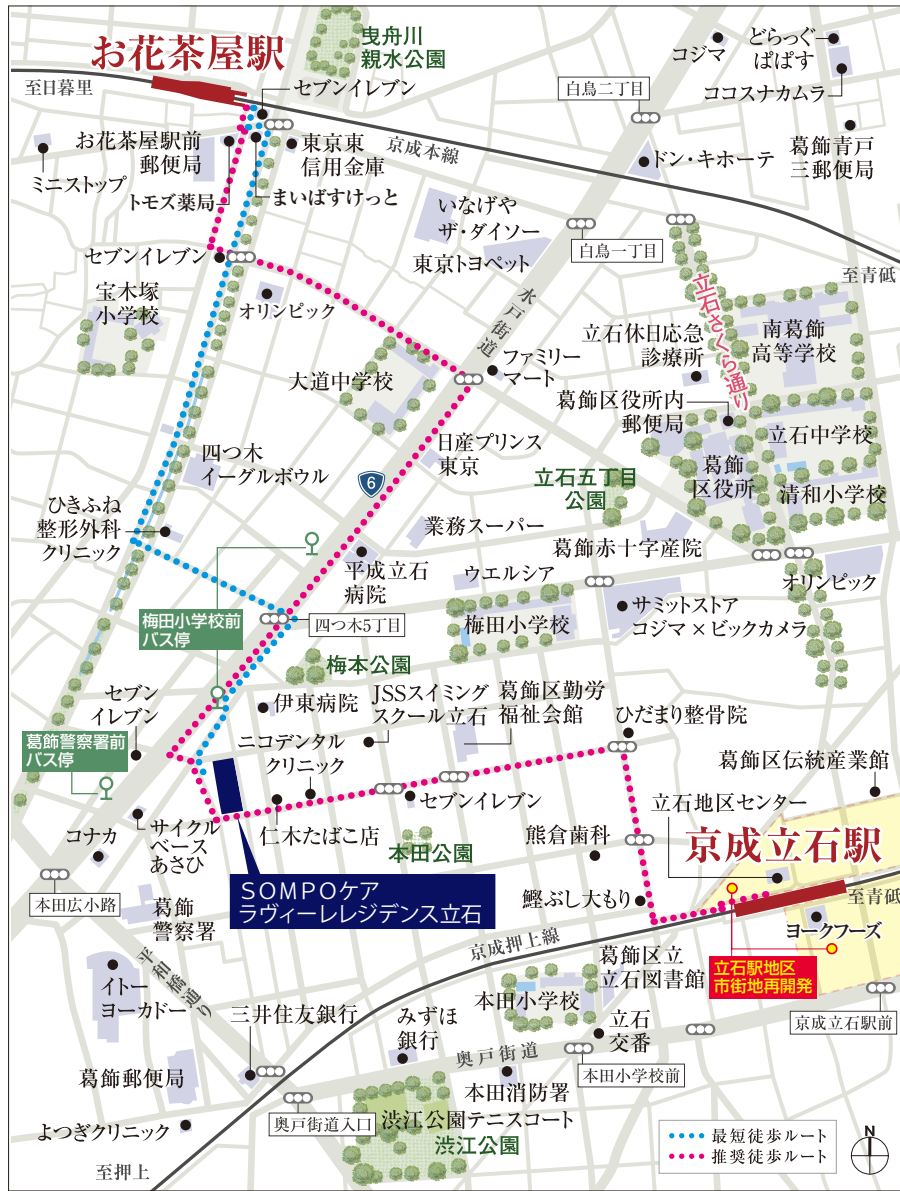 お花茶屋駅
曳舟川
親水公園
コジマ
どらっぐ
ぱぱす
至日暮里
セブンイレブン
白鳥二丁目
ココスナカムラ
お花茶屋駅前
郵便局
東京東
信用金庫
京成本線
ドン・キホーテ
葛飾青戸
三郵便局
ミニストップ
トモズ薬局
まいばすけっと
いなげや
ザ・ダイソー
白鳥一丁目
セブンイレブン
東京トヨペット
至青砥
宝木塚
小学校
オリンピック
水戸街道
立石さくら通り
立石休日応急
診療所
南葛飾
高等学校
大道中学校
ファミリー
マート
葛飾区役所内
郵便局
立石中学校
四つ木
イーグルボウル
日産プリンス
東京
6
立石五丁目
公園
葛飾
区役所
清和小学校
ひきふね
整形外科
クリニック
業務スーパー
葛飾赤十字産院
平成立石
病院
ウエルシア
オリンピック
梅田小学校前
バス停
四つ木5丁目
梅田小学校
サミットストア
コジマ×ビックカメラ
梅本公園
セブン
イレブン
伊東病院
JSSスイミング
スクール立石
葛飾区勤労
福祉会館
ひだまり整骨院
葛飾警察署前
バス停
ニコデンタル
クリニック
葛飾区伝統産業館
セブンイレブン
立石地区センター
コナカ
サイクル
ベース
あさひ
仁木たばこ店
本田公園
熊倉歯科
京成立石駅
本田広小路
SOMPOケア
ラヴィーレレジデンス立石
鰹ぶし大もり
至青砥
葛飾
警察署
ヨークフーズ
京成押上線
平和橋通り
イトー
ヨーカドー
葛飾区立
立石図書館
立石駅地区
市街地再開発
本田小学校
三井住友銀行
みずほ
銀行
立石
交番
京成立石駅前
奥戸街道
葛飾郵便局
本田消防署
本田小学校前
よつぎクリニック
奥戸街道入口
渋江公園テニスコート
渋江公園
至押上
最短徒歩ルート
推奨徒歩ルート
N